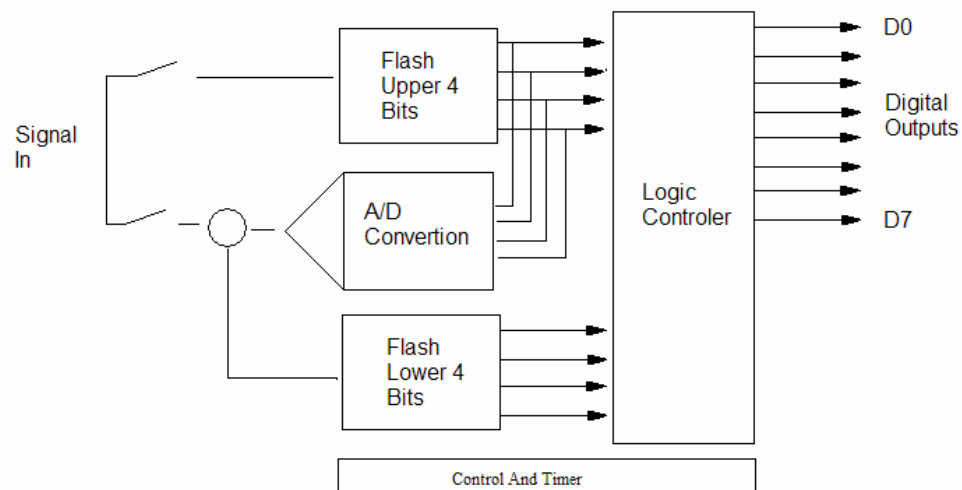 Flash
Upper 4
Bits
Signal
In
A/D
Convertion
Flash
Lower 4
Bits
Logic
Controler
D0
Digital
Outputs
D7
Control And Timer